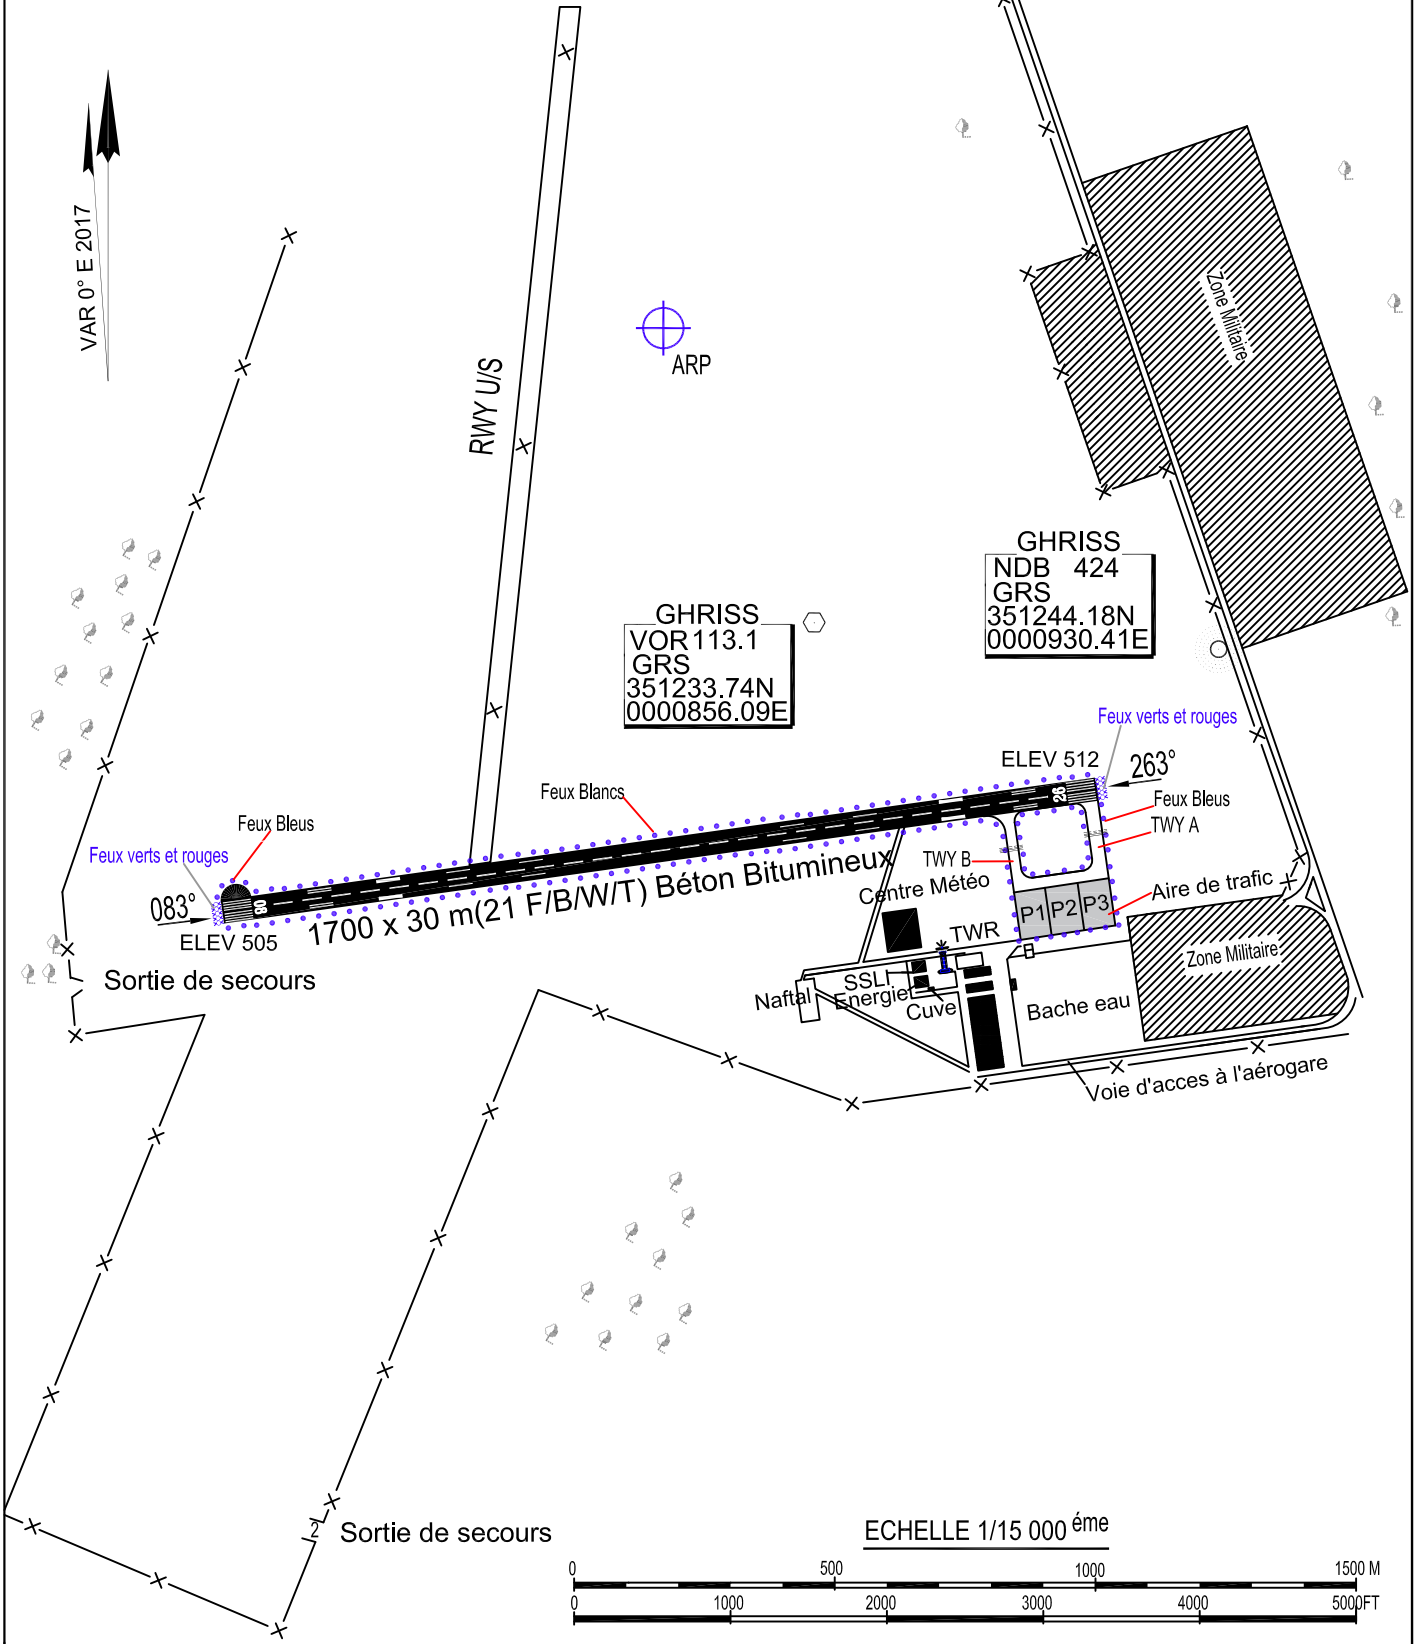 VAR 0° E 2017
RWY U/S
ARP
Zone Militaire
GHRISS
NDB 424
GRS
351244.18N
0000930.41E
GHRISS
VOR 113.1
GRS
351233.74N
0000856.09E
Feux verts et rouges
ELEV 512
263°
Feux Blancs
Feux Bleus
TWY A
26
Feux Bleus
Feux verts et rouges
TWY B
083°
08
ELEV 505
1700 x 30 m(21 F/B/W/T) Béton Bitumineux
Centre Météo
Aire de trafic
P1 P2 P3
TWR
Zone Militaire
Sortie de secours
SSLI
Naftal
Energie
Cuve
Bache eau
Voie d'acces à l'aérogare
2
Sortie de secours
ECHELLE 1/15 000 éme
0 500 1000 1500 M
0 1000 2000 3000 4000 5000FT